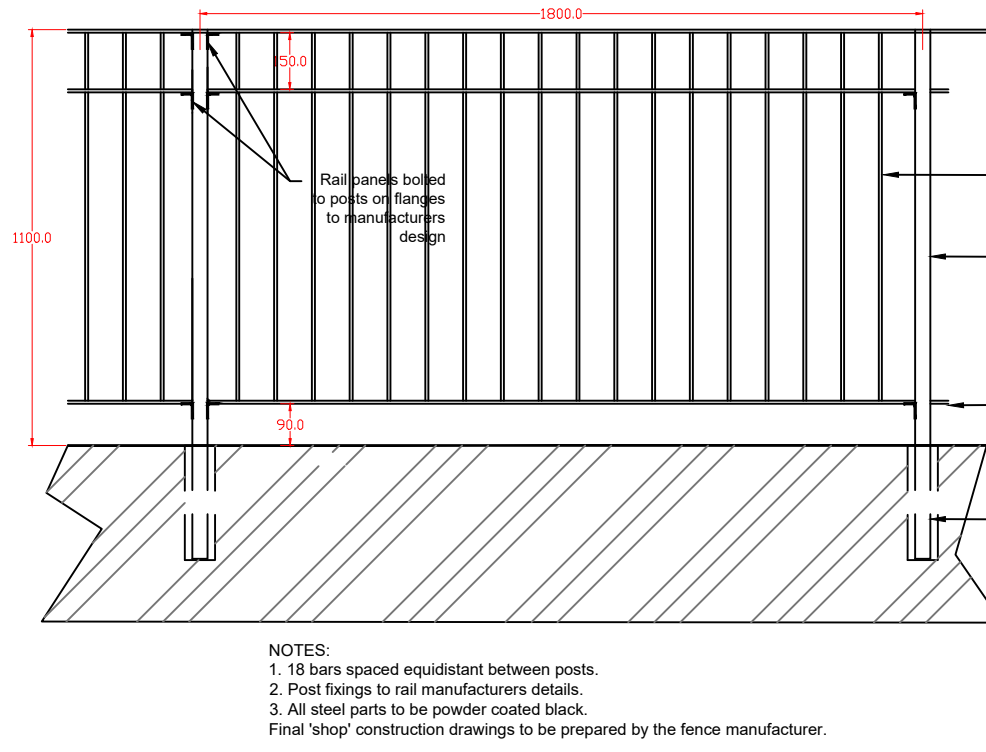 1800.0
150.0
Rail panels bolted
to posts on flanges
to manufacturers
design
1100.0
90.0
NOTES:
1. 18 bars spaced equidistant between posts.
2. Post fixings to rail manufacturers details.
3. All steel parts to be powder coated black.
Final 'shop' construction drawings to be prepared by the fence manufacturer.